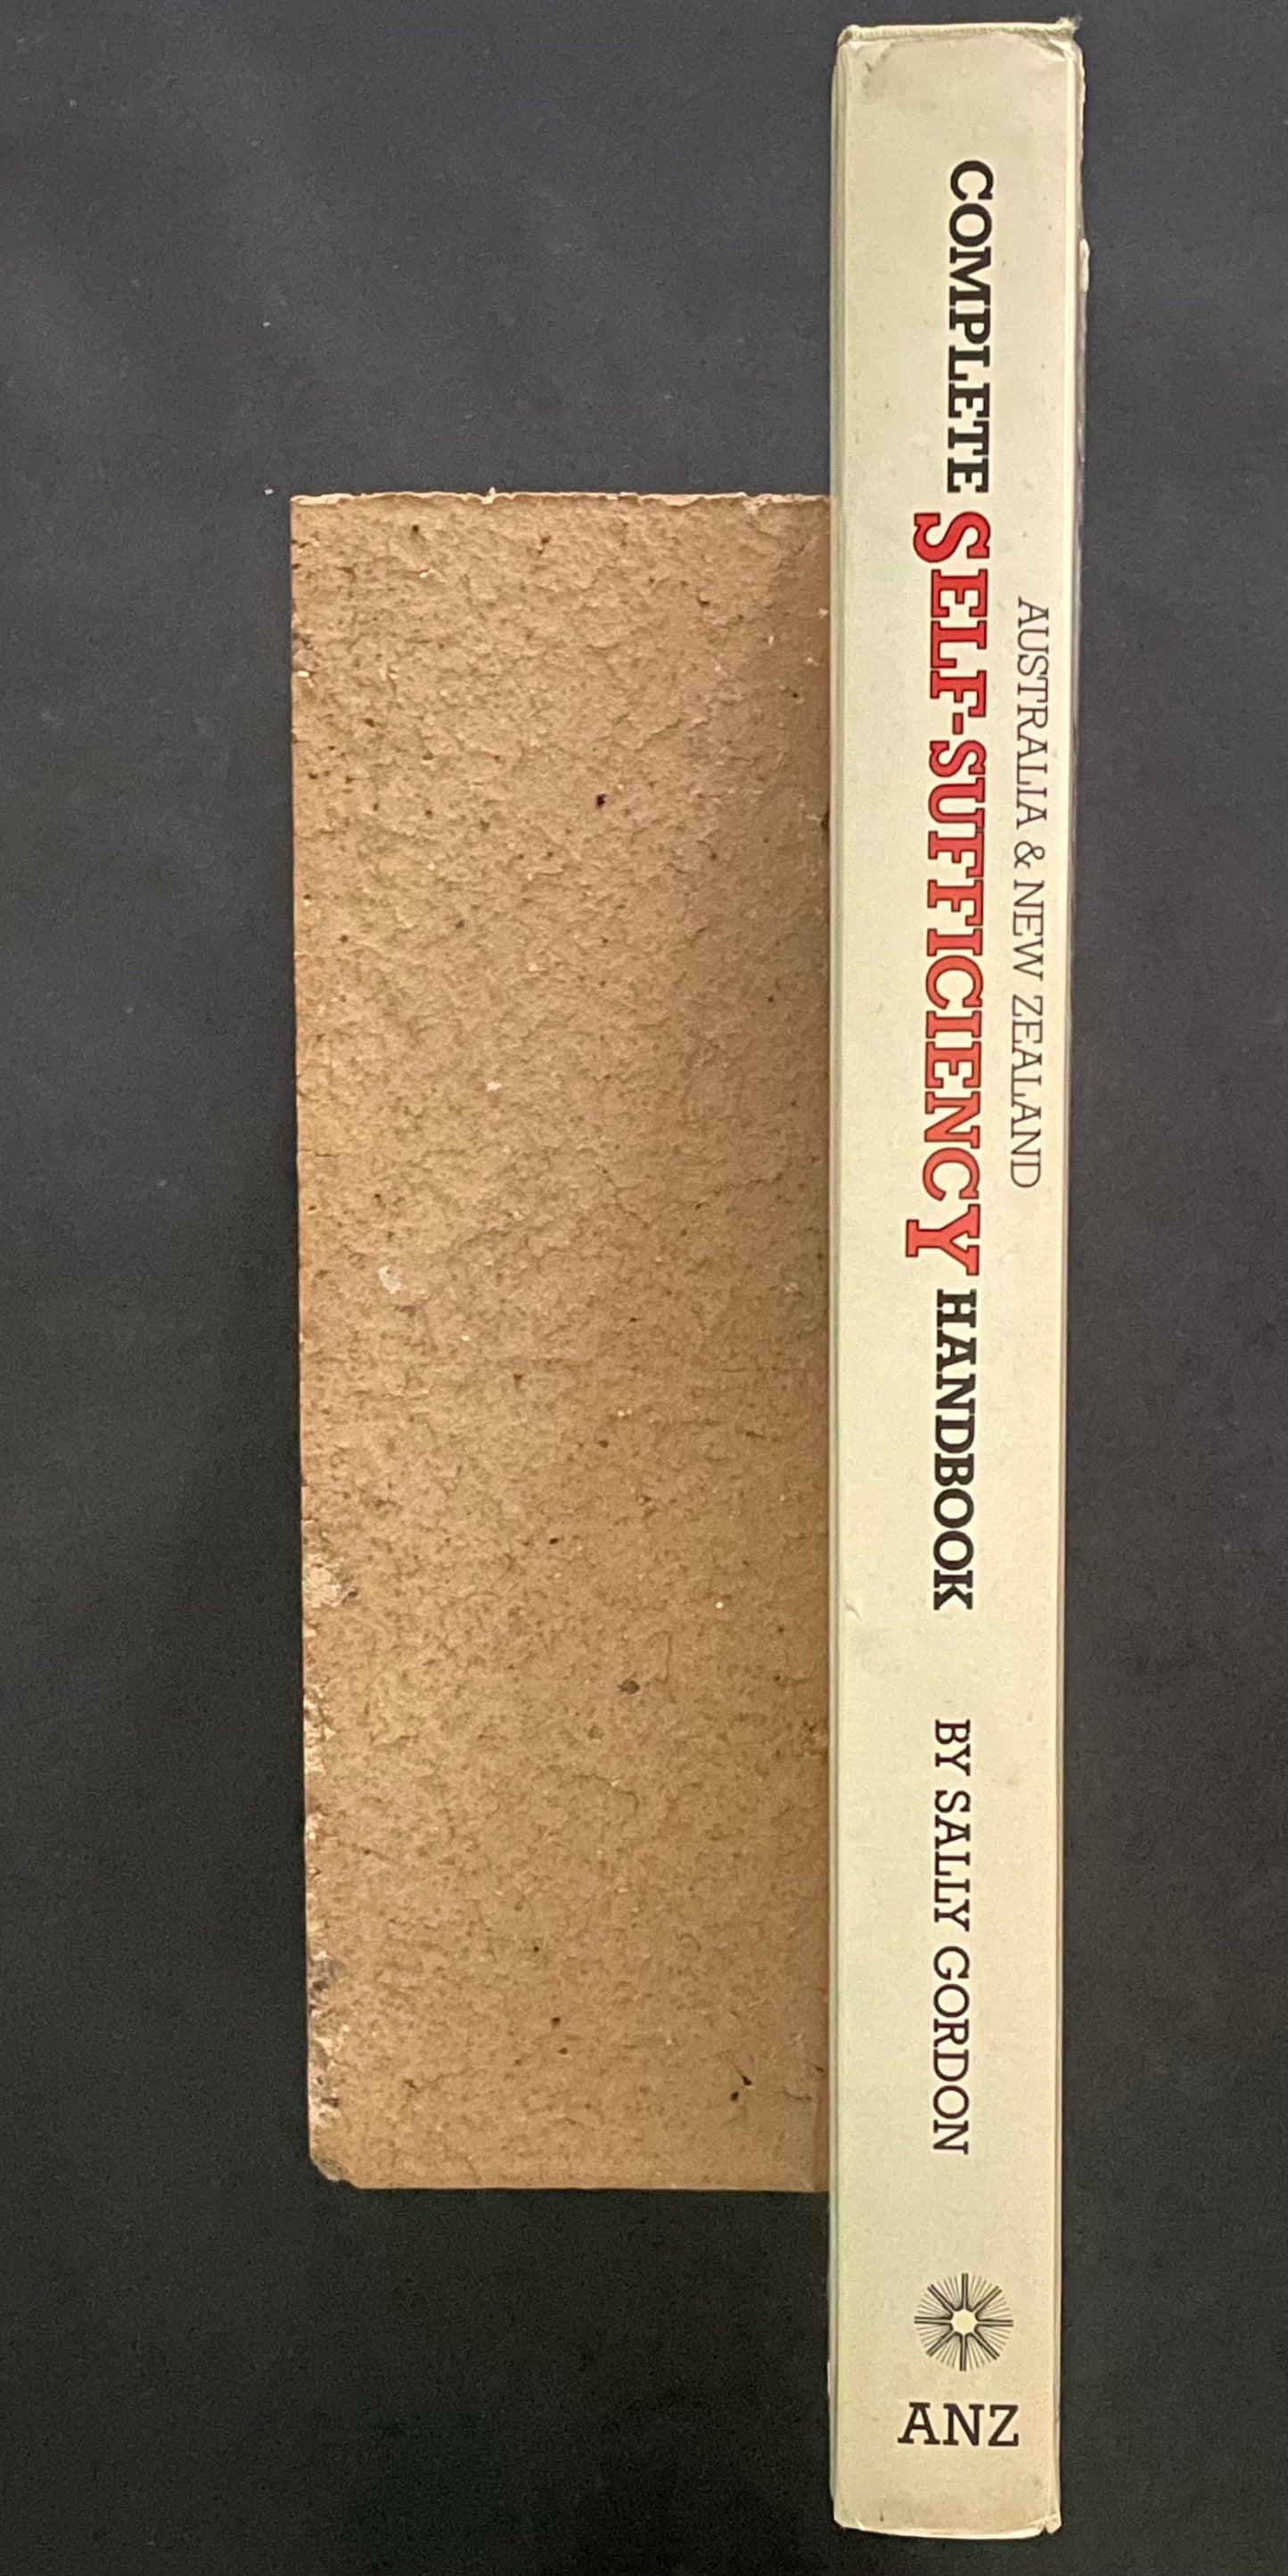 AUSTRALIA & NEW ZEALAND
COMPLETE SELF-SUFFICIENCY HANDBOOK BY SALLY GORDON
ANZ